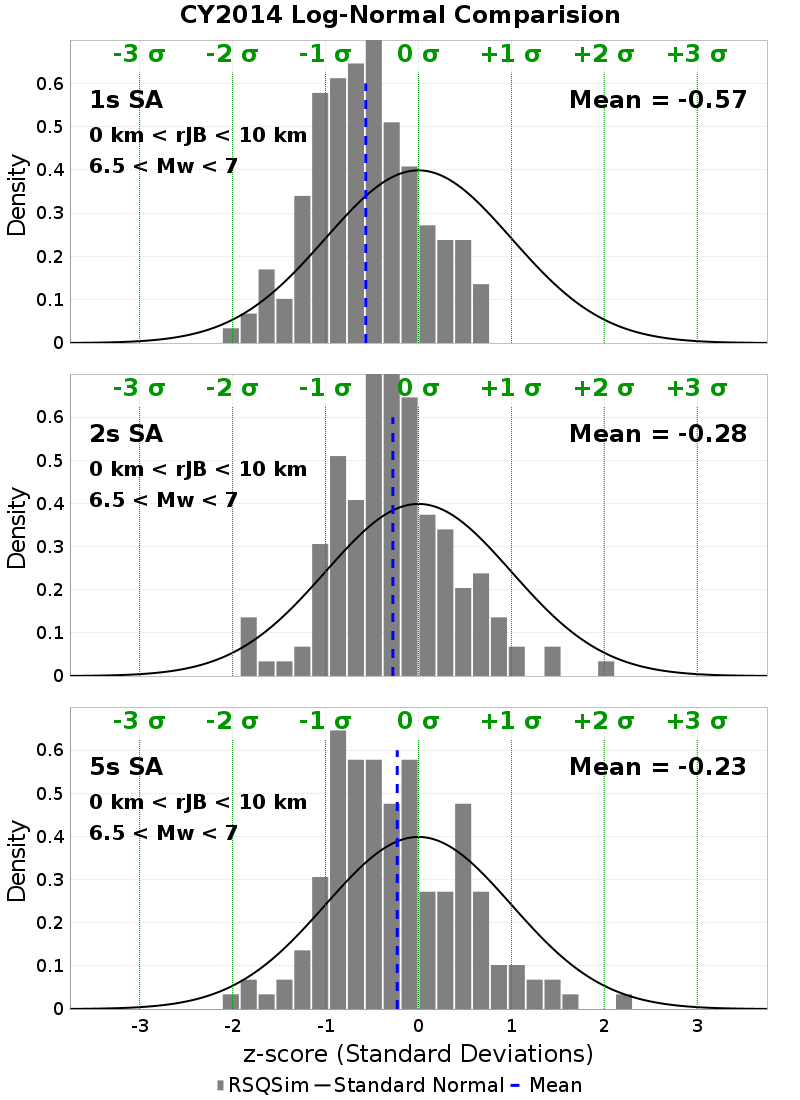 CY2014 Log-Normal Comparision
-3 σ -2 σ -1 σ 0 σ +1 σ +2 σ +3 σ
1s SA Mean = -0.57
0 km < rJB < 10 km
6.5 < Mw < 7
0.6
0.5
0.4
0.3
0.2
0.1
0
Density
-3 σ -2 σ -1 σ 0 σ +1 σ +2 σ +3 σ
2s SA Mean = -0.28
0 km < rJB < 10 km
6.5 < Mw < 7
0.6
0.5
0.4
0.3
0.2
0.1
0
Density
-3 σ -2 σ -1 σ 0 σ +1 σ +2 σ +3 σ
5s SA Mean = -0.23
0 km < rJB < 10 km
6.5 < Mw < 7
0.6
0.5
0.4
0.3
0.2
0.1
0
Density
-3 -2 -1 0 1 2 3
z-score (Standard Deviations)
RSQSim Standard Normal Mean